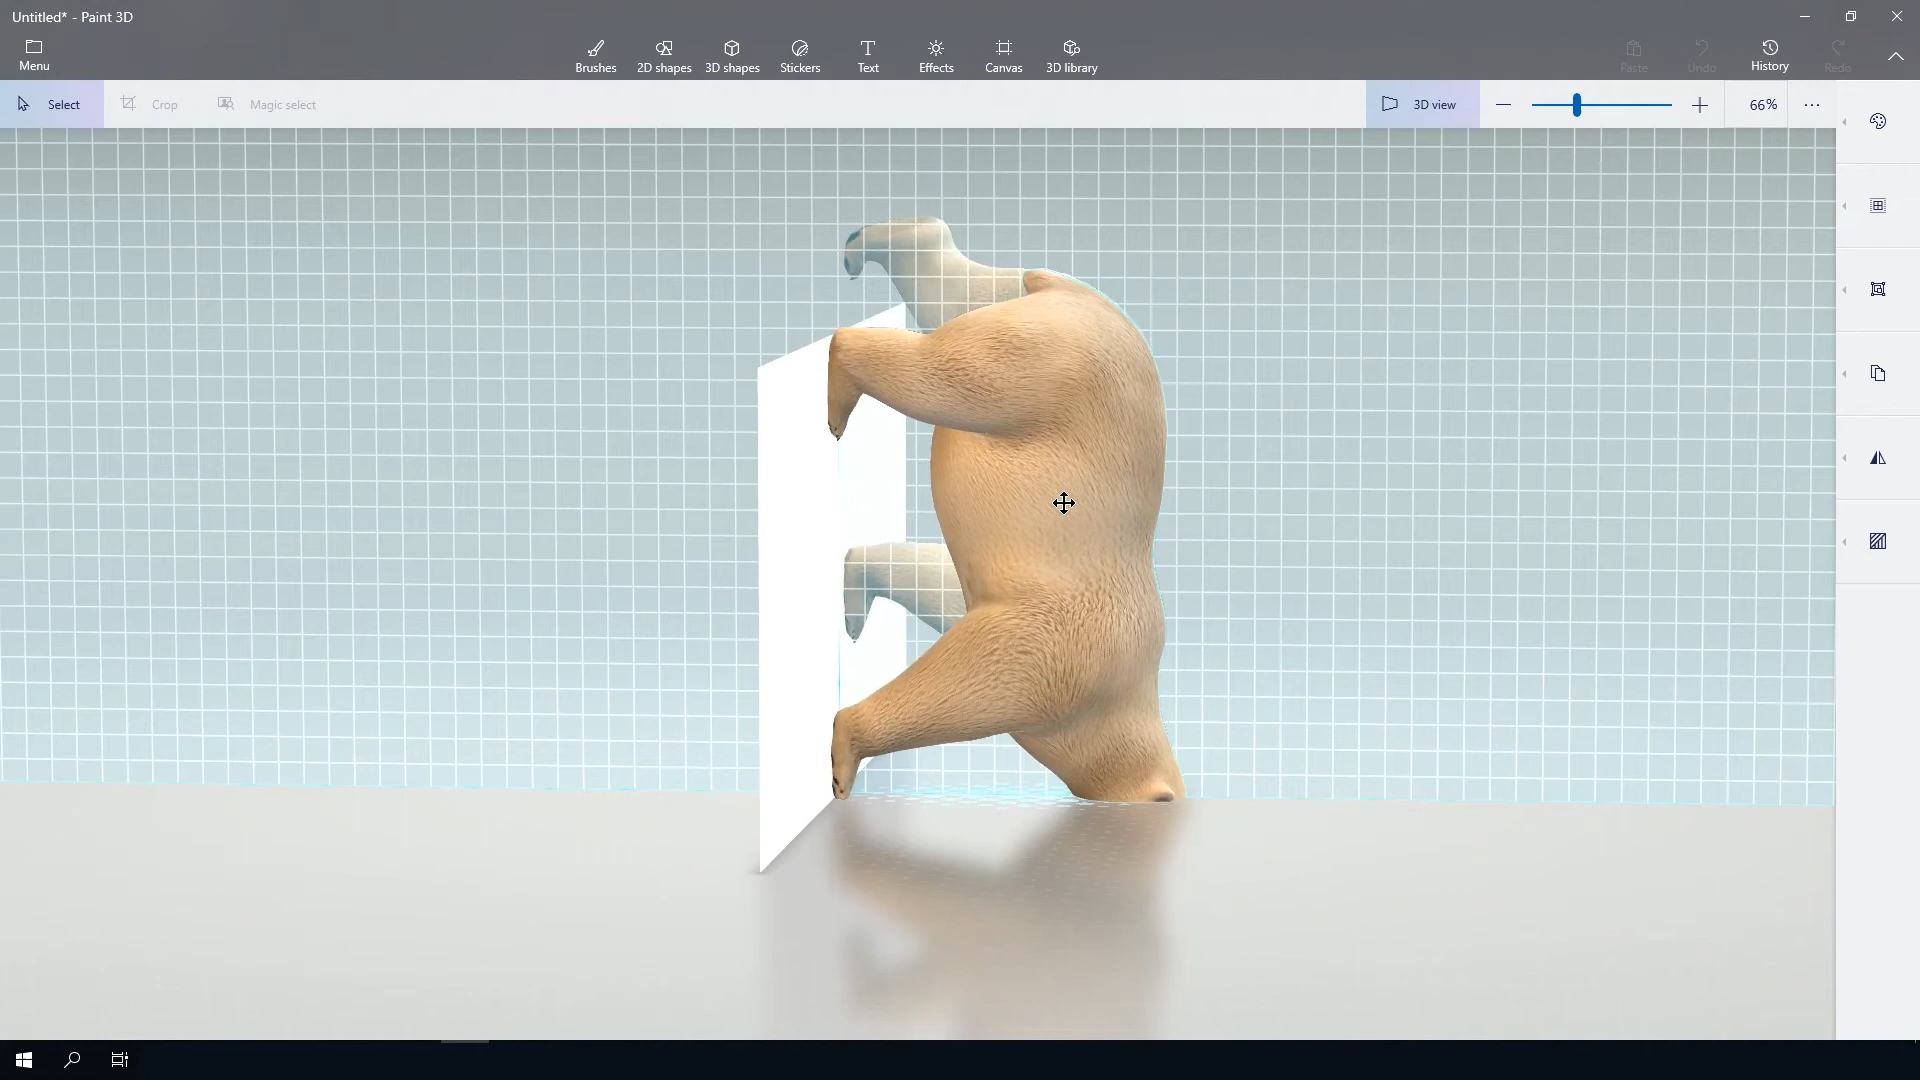 Untitled* - Paint 3D
Menu
Brushes
2D shapes
3D shapes
Stickers
Text
Effects
Canvas
3D library
Paste
Undo
History
Redo
Select
Crop
Magic select
3D view
66%